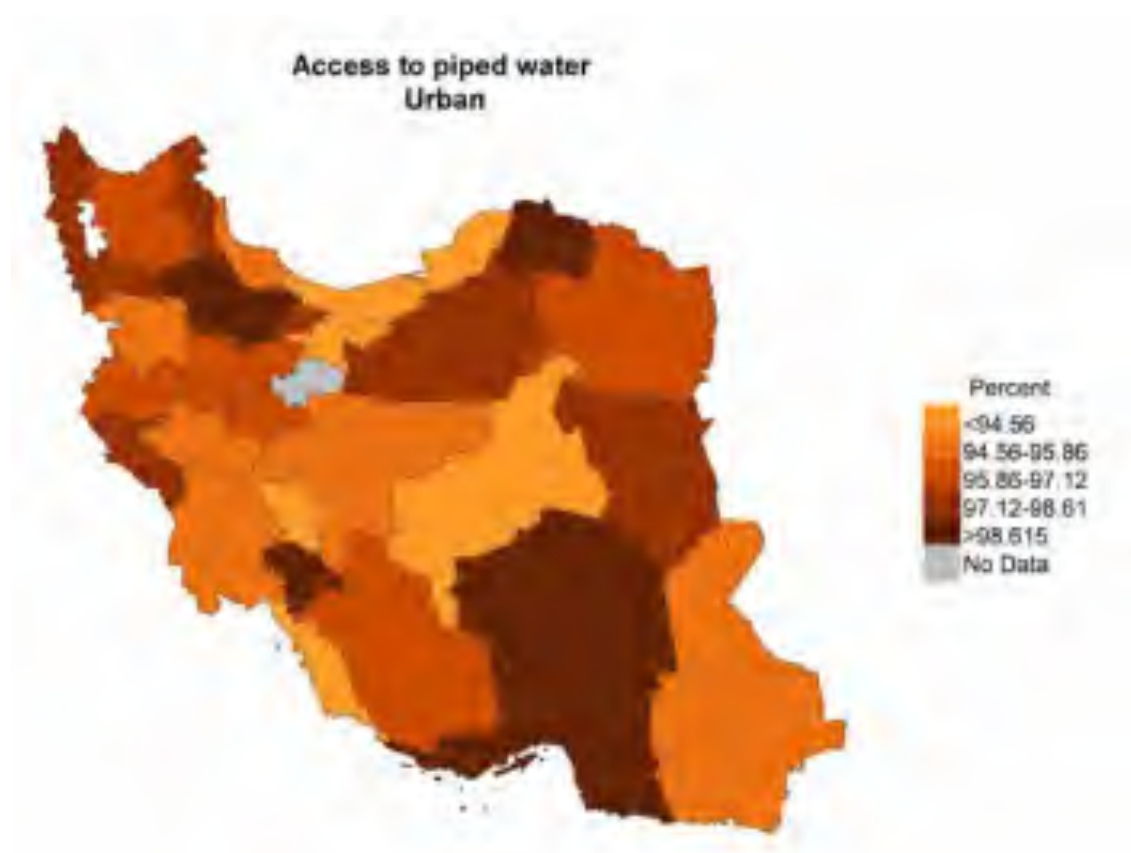 Access to piped water
Urban
Percent
<94.56
94.56-95.86
95.86-97.12
97.12-98.61
>98.615
No Data